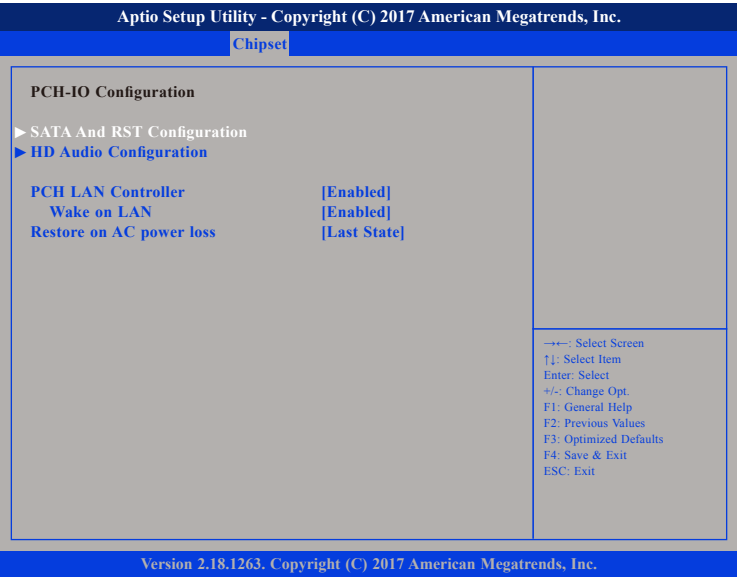 Aptio Setup Utility - Copyright (C) 2017 American Megatrends, Inc.
Chipset
PCH-IO Configuration
▶ SATA And RST Configuration
▶ HD Audio Configuration
PCH LAN Controller [Enabled]
Wake on LAN [Enabled]
Restore on AC power loss [Last State]
→←: Select Screen
↑↓: Select Item
Enter: Select
+/-: Change Opt.
F1: General Help
F2: Previous Values
F3: Optimized Defaults
F4: Save & Exit
ESC: Exit
Version 2.18.1263. Copyright (C) 2017 American Megatrends, Inc.